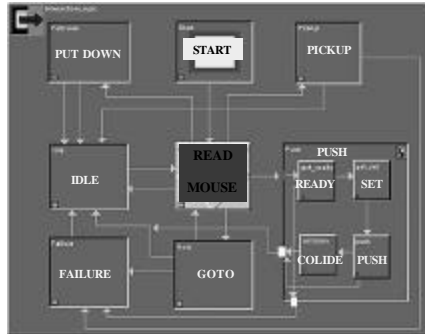 PUT DOWN
START
PICKUP
IDLE
READ
MOUSE
PUSH
READY
SET
FAILURE
GOTO
COLIDE
PUSH